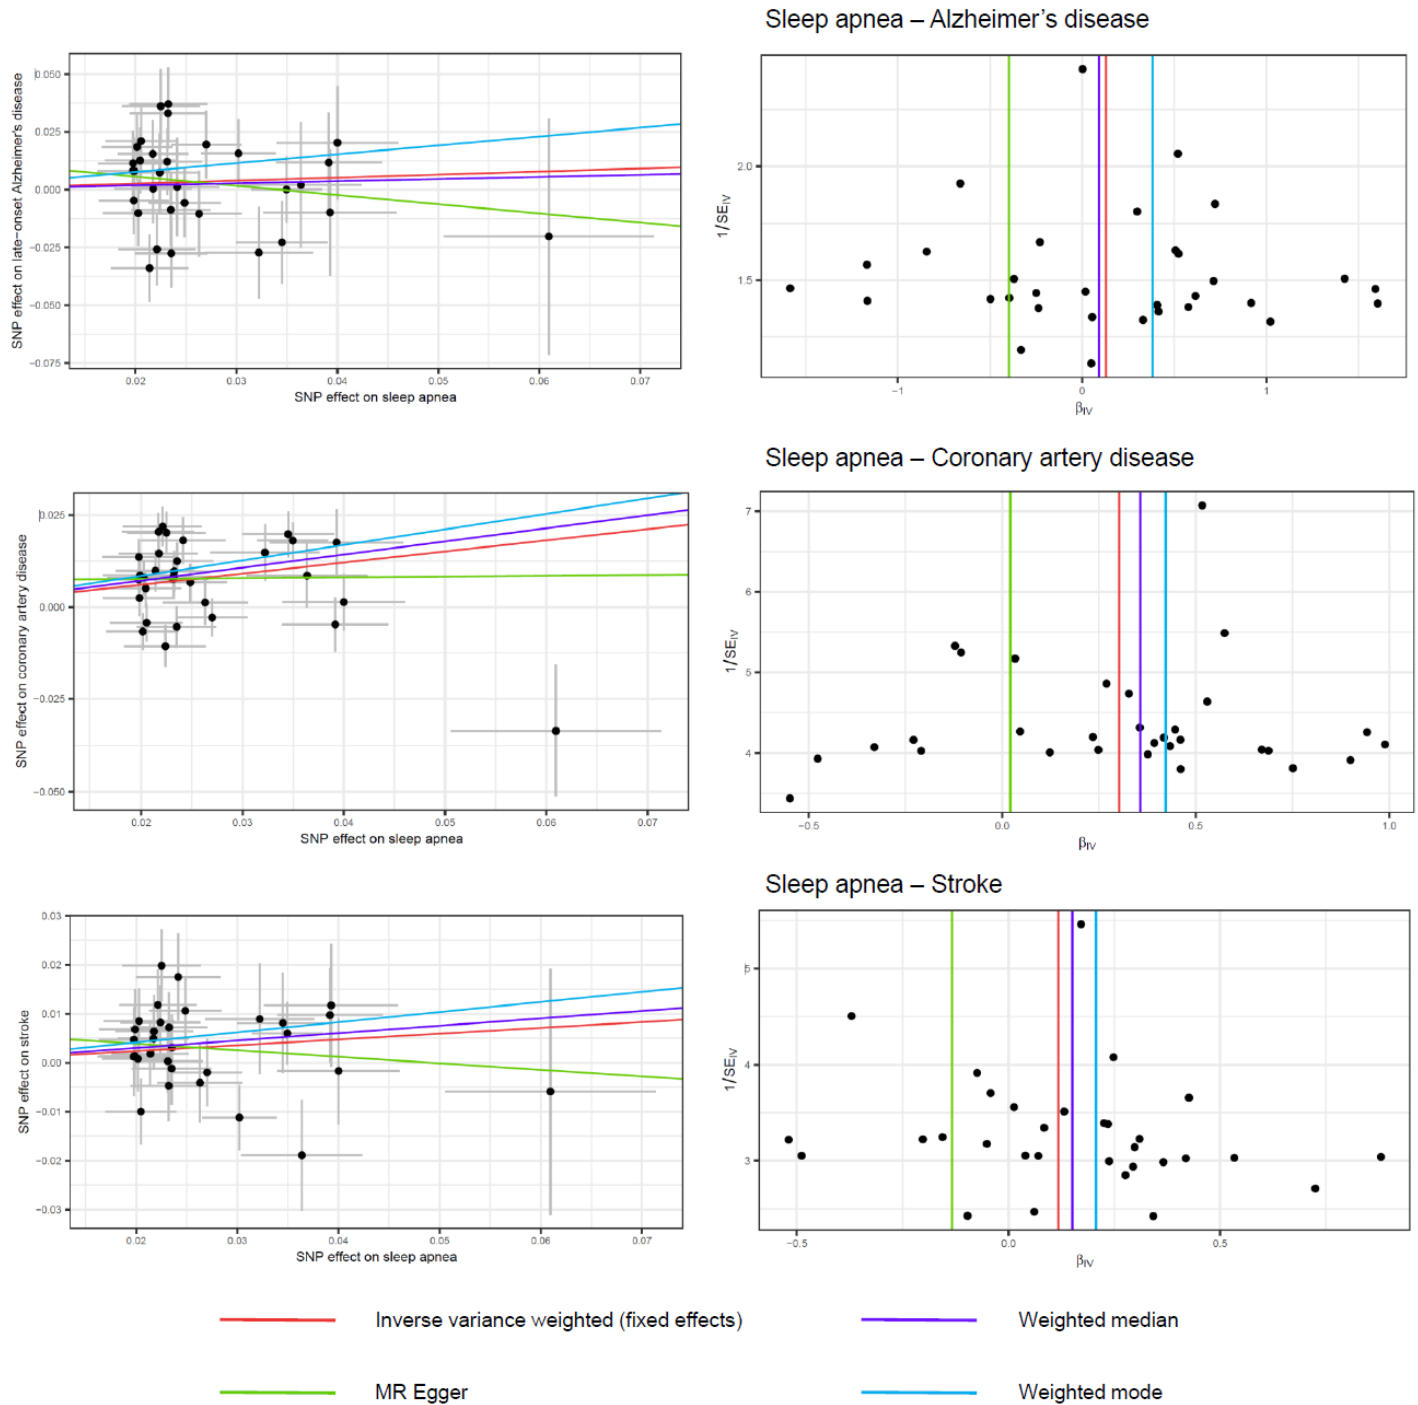 Sleep apnea – Alzheimer's disease
SNP effect on late-onset Alzheimer's disease
0.050
0.025
0.000
−0.025
−0.050
−0.075
0.02 0.03 0.04 0.05 0.06 0.07
SNP effect on sleep apnea
1/SEIV
2.0
1.5
−1 0 1
βIV
Sleep apnea – Coronary artery disease
SNP effect on coronary artery disease
0.025
0.000
−0.025
−0.050
0.02 0.03 0.04 0.05 0.06 0.07
SNP effect on sleep apnea
1/SEIV
7
6
5
4
−0.5 0.0 0.5 1.0
βIV
Sleep apnea – Stroke
SNP effect on stroke
0.03
0.02
0.01
0.00
−0.01
−0.02
−0.03
0.02 0.03 0.04 0.05 0.06 0.07
SNP effect on sleep apnea
1/SEIV
5
4
3
−0.5 0.0 0.5
βIV
Inverse variance weighted (fixed effects)
Weighted median
MR Egger
Weighted mode